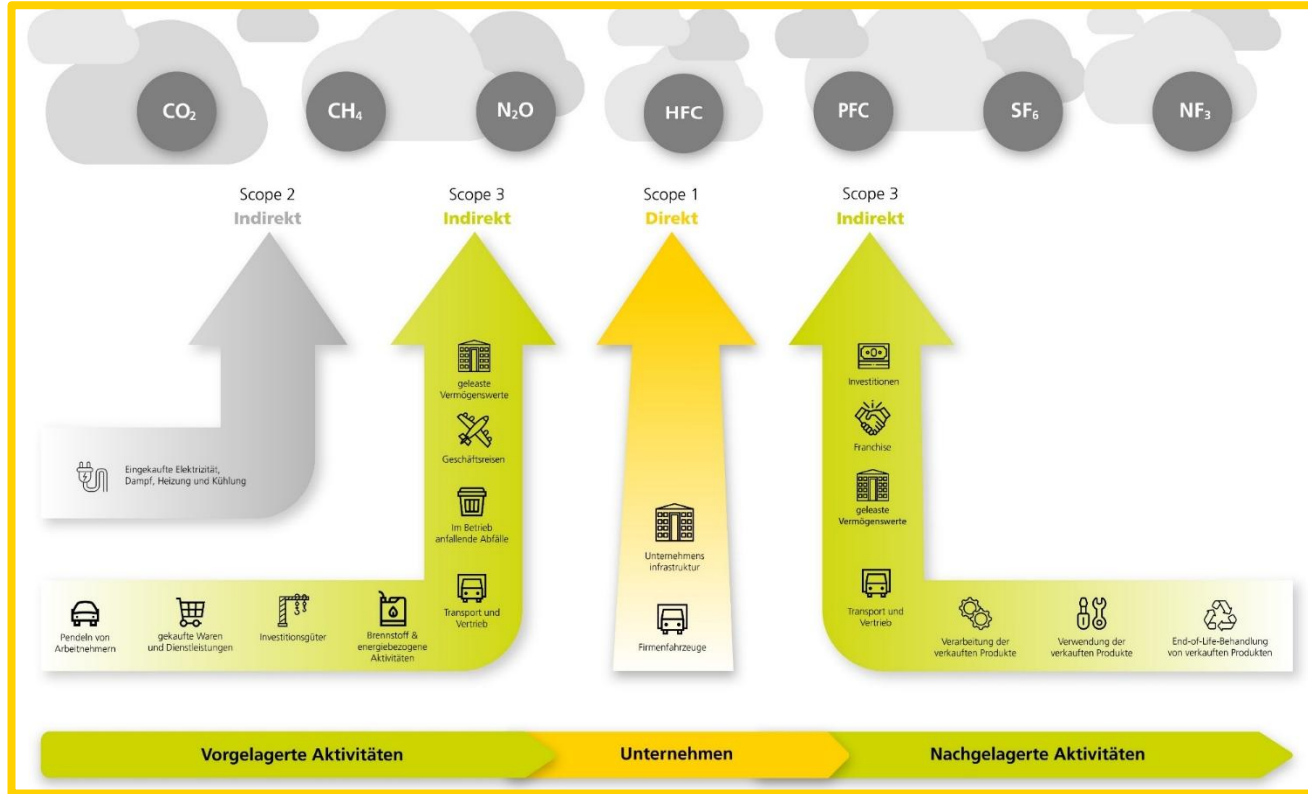 CO₂
CH₄
N₂O
HFC
PFC
SF₆
NF₃
Scope 2
Indirekt
Scope 3
Indirekt
Scope 1
Direkt
Scope 3
Indirekt
Eingekaufte Elektrizität,
Dampf, Heizung und Kühlung
geleaste
Vermögenswerte
Geschäftsreisen
Im Betrieb
anfallende Abfälle
Transport und
Vertrieb
Pendeln von
Arbeitnehmern
gekaufte Waren
und Dienstleistungen
Investitionsgüter
Brennstoff &
energiebezogene
Aktivitäten
Unternehmens
infrastruktur
Firmenfahrzeuge
Investitionen
Franchise
geleaste
Vermögenswerte
Transport und
Vertrieb
Verarbeitung der
verkauften Produkte
Verwendung der
verkauften Produkte
End-of-Life-Behandlung
von verkauften Produkten
Vorgelagerte Aktivitäten
Unternehmen
Nachgelagerte Aktivitäten